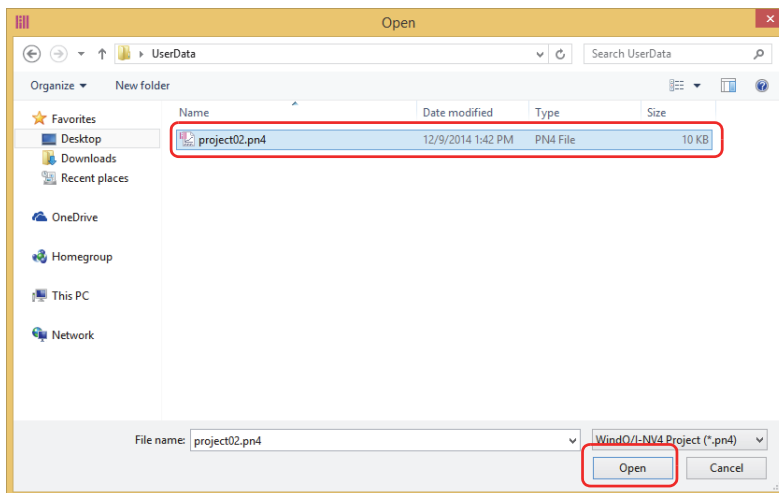 Open
UserData
Search UserData
Organize New folder
Name Date modified Type Size
project02.pn4 12/9/2014 1:42 PM PN4 File 10 KB
Favorites
Desktop
Downloads
Recent places
OneDrive
Homegroup
This PC
Network
File name: project02.pn4 WindO/I-NV4 Project (*.pn4)
Open Cancel